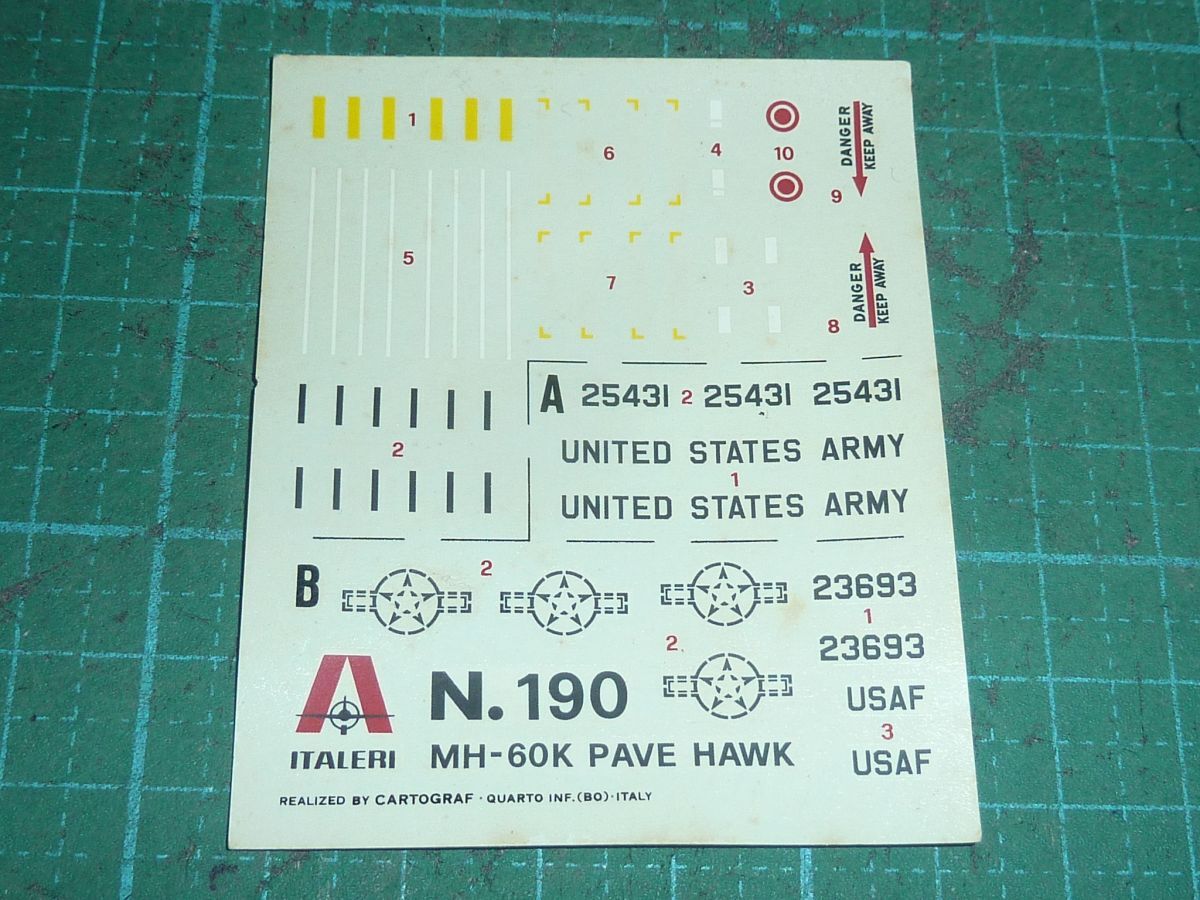 1
6
4
10
DANGER
KEEP AWAY
9
5
7
3
DANGER
KEEP AWAY
8
A 25431 2 25431 25431
2
UNITED STATES ARMY
1
UNITED STATES ARMY
B
2
23693
1
2
23693
ITALERI
N.190
USAF
3
MH-60K PAVE HAWK
USAF
REALIZED BY CARTOGRAF · QUARTO INF.(BO)·ITALY